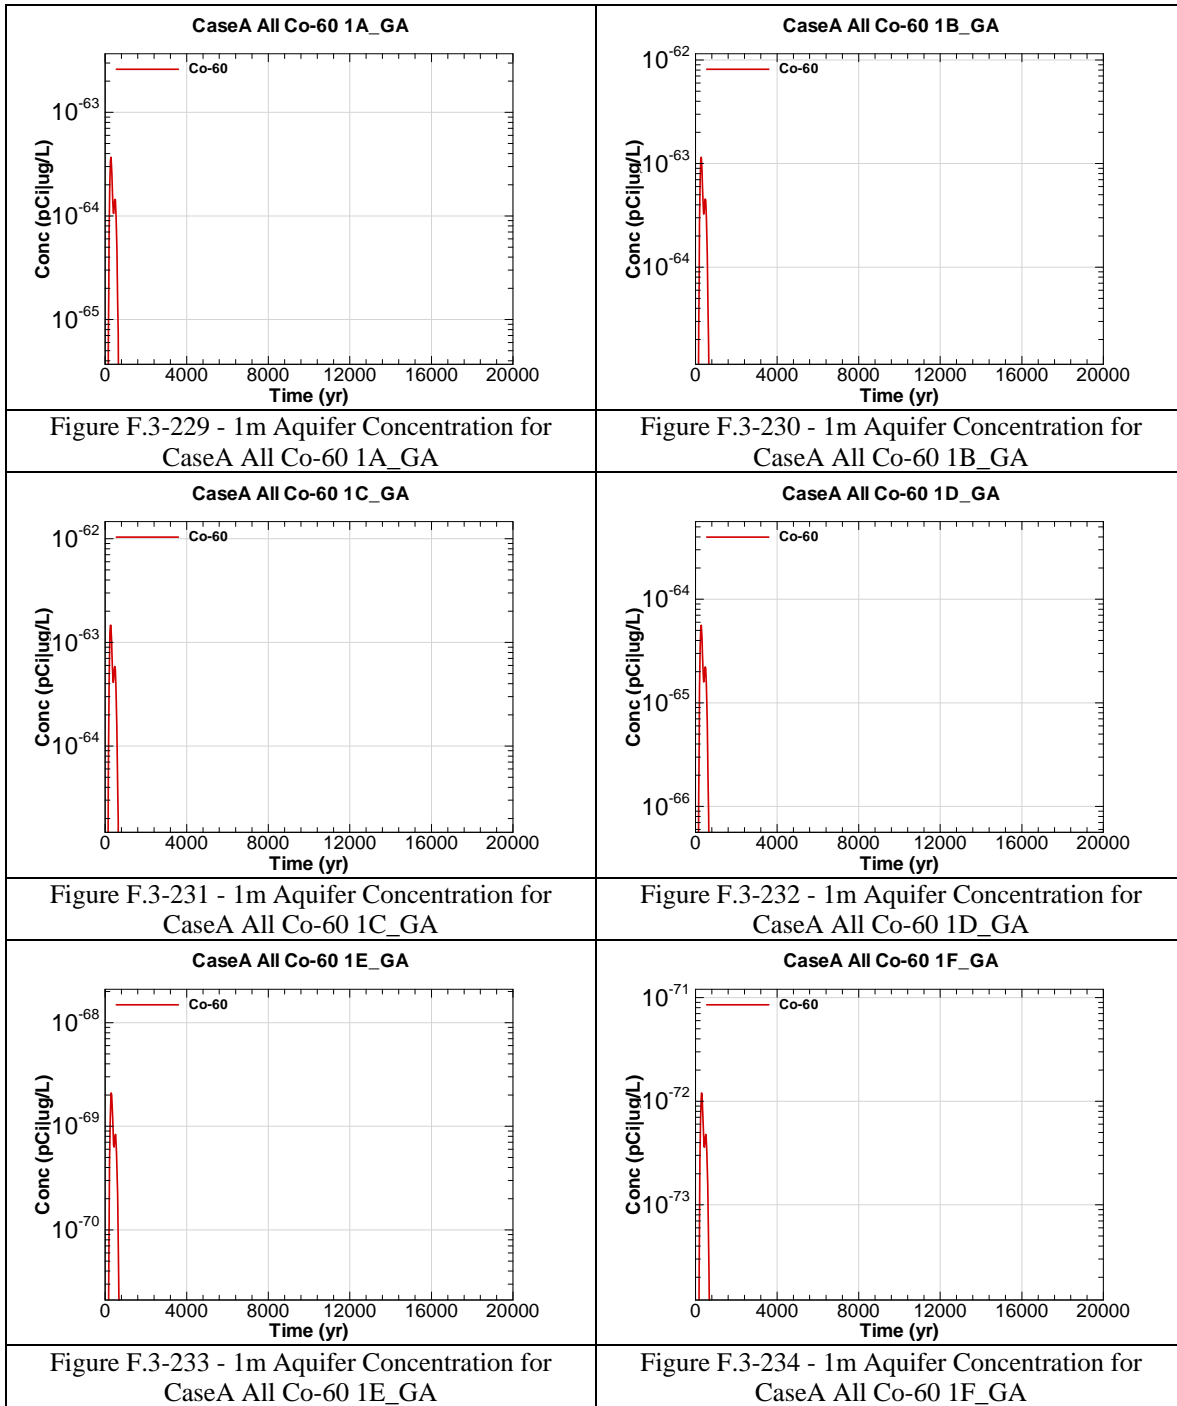 CaseA All Co-60 1A_GA
Co-60
10-63
10-64
10-65
Conc (pCi|ug/L)
0 4000 8000 12000 16000 20000
Time (yr)
Figure F.3-229 - 1m Aquifer Concentration for
CaseA All Co-60 1A_GA
CaseA All Co-60 1B_GA
Co-60
10-62
10-63
10-64
Conc (pCi|ug/L)
0 4000 8000 12000 16000 20000
Time (yr)
Figure F.3-230 - 1m Aquifer Concentration for
CaseA All Co-60 1B_GA
CaseA All Co-60 1C_GA
Co-60
10-62
10-63
10-64
Conc (pCi|ug/L)
0 4000 8000 12000 16000 20000
Time (yr)
Figure F.3-231 - 1m Aquifer Concentration for
CaseA All Co-60 1C_GA
CaseA All Co-60 1D_GA
Co-60
10-64
10-65
10-66
Conc (pCi|ug/L)
0 4000 8000 12000 16000 20000
Time (yr)
Figure F.3-232 - 1m Aquifer Concentration for
CaseA All Co-60 1D_GA
CaseA All Co-60 1E_GA
Co-60
10-68
10-69
10-70
Conc (pCi|ug/L)
0 4000 8000 12000 16000 20000
Time (yr)
Figure F.3-233 - 1m Aquifer Concentration for
CaseA All Co-60 1E_GA
CaseA All Co-60 1F_GA
Co-60
10-71
10-72
10-73
Conc (pCi|ug/L)
0 4000 8000 12000 16000 20000
Time (yr)
Figure F.3-234 - 1m Aquifer Concentration for
CaseA All Co-60 1F_GA